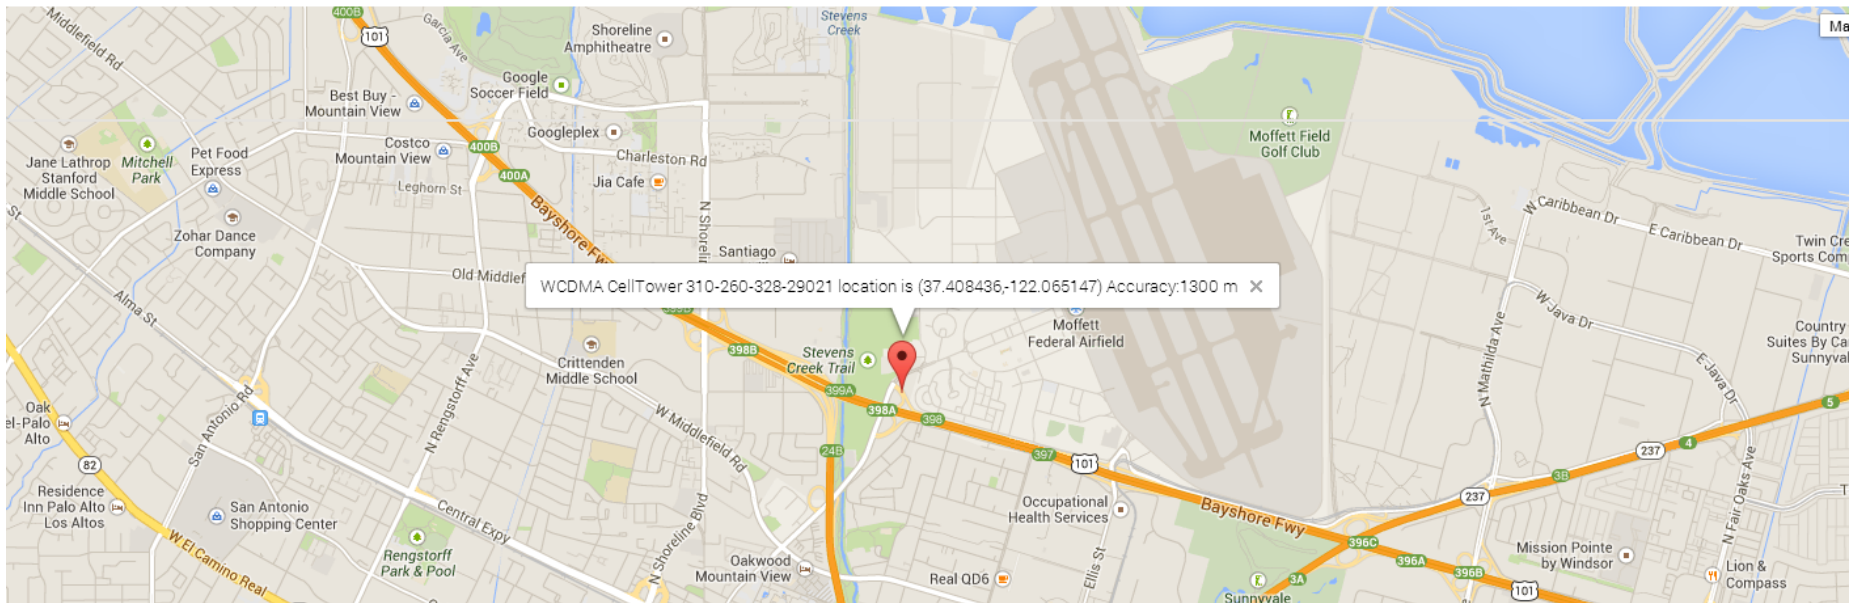 400B
Middlefield Rd
101
Garcia Ave
Shoreline
Amphitheatre
Stevens
Creek
Ma
Google
Soccer Field
Best Buy -
Mountain View
Googleplex
Moffett Field
Golf Club
Costco
Mountain View
400B
Charleston Rd
Jane Lathrop
Stanford
Middle School
Mitchell
Park
Pet Food
Express
400A
Leghorn St
Jia Cafe
St
Bayshore Fwy
N Shoreline
1st Ave
W Caribbean Dr
E Caribbean Dr
Zohar Dance
Company
Santiago
Twin Cre
Sports Com
Old Middlef
WCDMA CellTower 310-260-328-29021 location is (37.408436,-122.065147) Accuracy:1300 m
Alma St
W Java Dr
Moffett
Federal Airfield
Country
Suites By Ca
Sunnyval
398B
Stevens
Creek Trail
Crittenden
Middle School
N Rengstorff Ave
N Mathilda Ave
E Java Dr
399A
398A
398
5
Oak
el-Palo
Alto
San Antonio Rd
W Middlefield Rd
24B
397
101
237
4
82
3B
237
N Fair Oaks Ave
T
Residence
Inn Palo Alto
Los Altos
San Antonio
Shopping Center
Central Expy
N Shoreline Blvd
Occupational
Health Services
Bayshore Fwy
W El Camino Real
Rengstorff
Park & Pool
Oakwood
Mountain View
Real QD6
Ellis St
396C
396A
396B
Mission Pointe
by Windsor
Lion &
Compass
3A
101
Sunnyvale